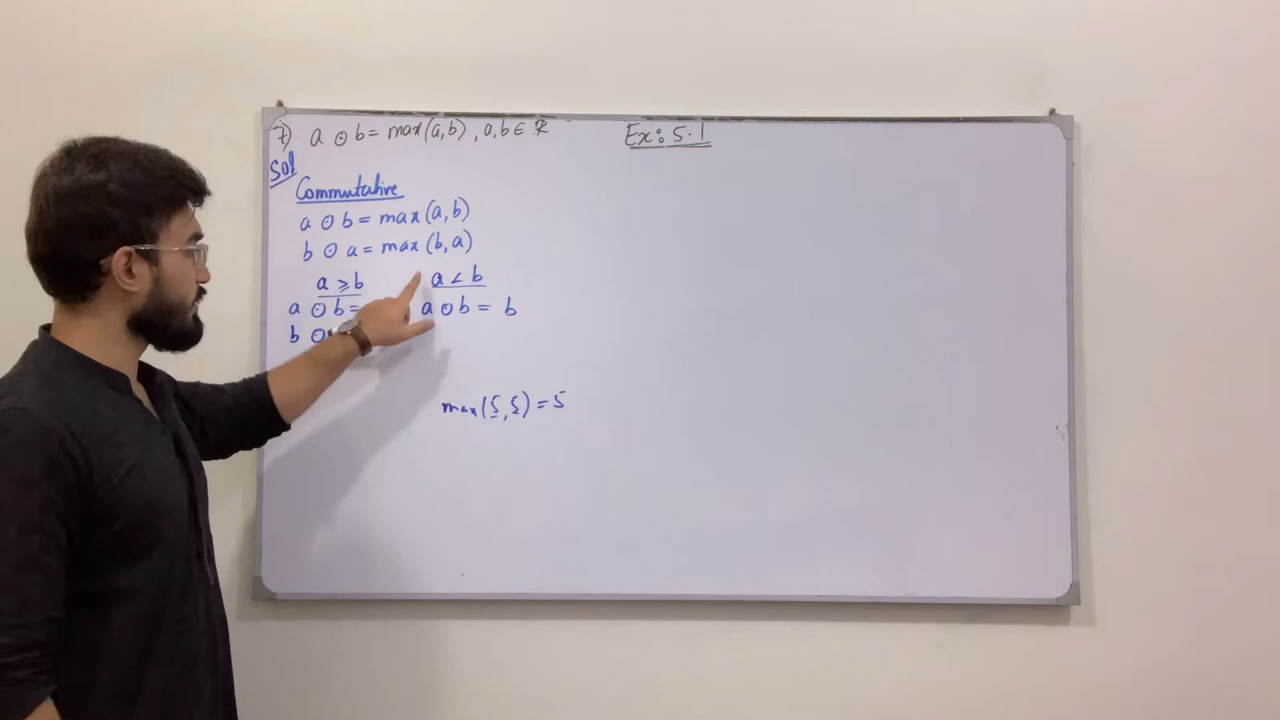 7) a ⊙ b = max(a,b) , a,b ∈ ℝ
Ex: 5.1
Sol
Commutative
a ⊙ b = max(a,b)
b ⊙ a = max(b,a)
a ≥ b
a < b
a ⊙ b =
a ⊙ b = b
b ⊙
max(5,5) = 5